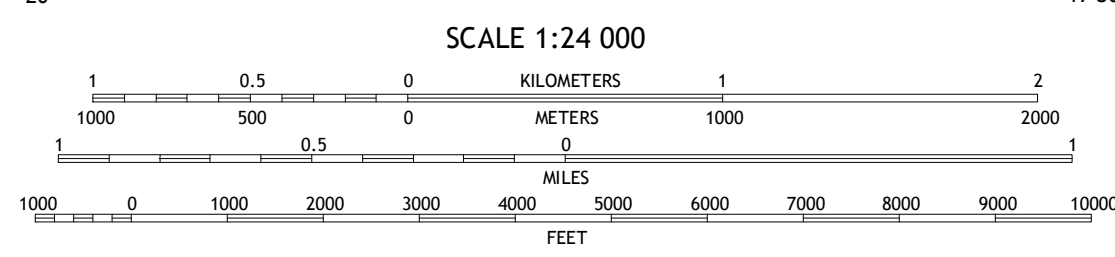 SCALE 1:24 000
1 0.5 0 KILOMETERS 1 2
1000 500 0 METERS 1000 2000
1 0.5 0 1
MILES
1000 0 1000 2000 3000 4000 5000 6000 7000 8000 9000 10000
FEET